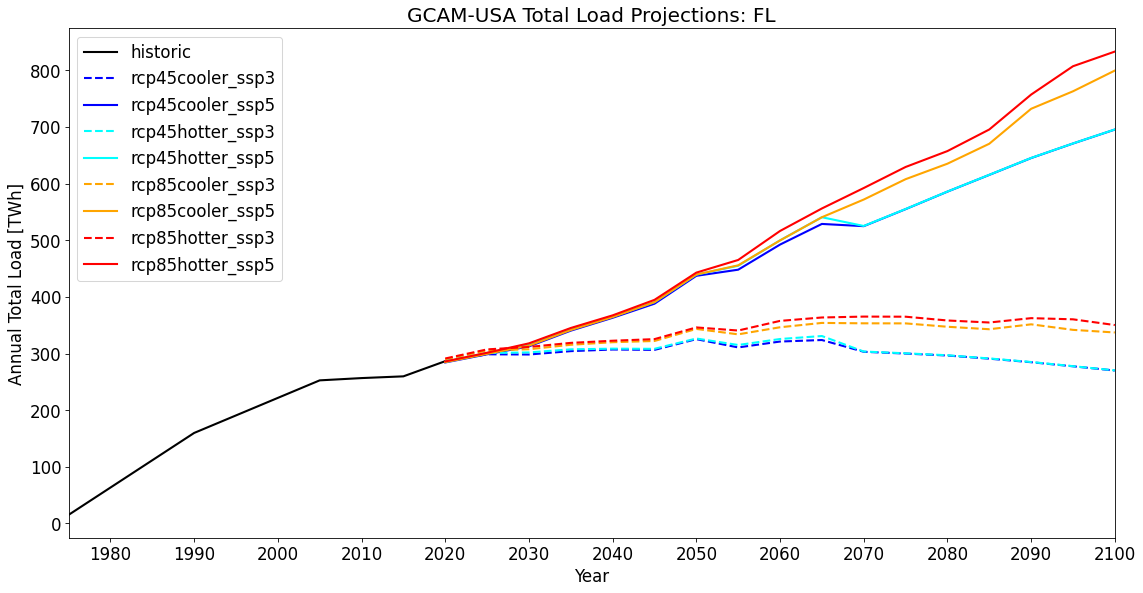 GCAM-USA Total Load Projections: FL
historic
rcp45cooler_ssp3
rcp45cooler_ssp5
rcp45hotter_ssp3
rcp45hotter_ssp5
rcp85cooler_ssp3
rcp85cooler_ssp5
rcp85hotter_ssp3
rcp85hotter_ssp5
Annual Total Load [TWh]
800
700
600
500
400
300
200
100
0
1980 1990 2000 2010 2020 2030 2040 2050 2060 2070 2080 2090 2100
Year